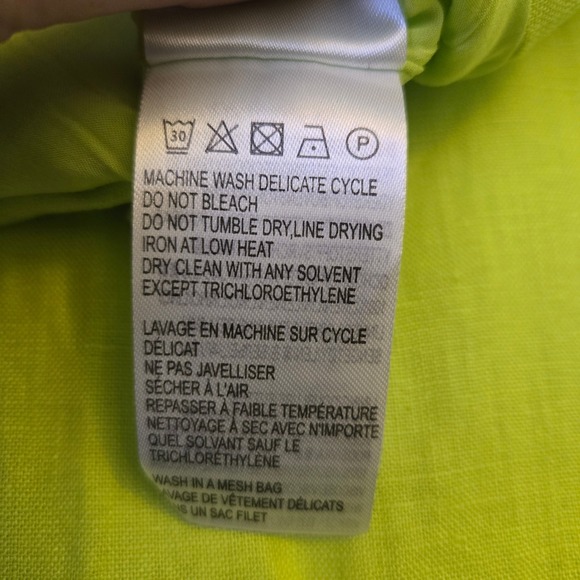 30 P
MACHINE WASH DELICATE CYCLE
DO NOT BLEACH
DO NOT TUMBLE DRY,LINE DRYING
IRON AT LOW HEAT
DRY CLEAN WITH ANY SOLVENT
EXCEPT TRICHLOROETHYLENE
LAVAGE EN MACHINE SUR CYCLE
DÉLICAT
NE PAS JAVELLISER
SÉCHER À L'AIR
REPASSER À FAIBLE TEMPÉRATURE
NETTOYAGE À SEC AVEC N'IMPORTE
QUEL SOLVANT SAUF LE
TRICHLORÉTHYLÈNE
WASH IN A MESH BAG
LAVAGE DE VÊTEMENT DÉLICATS
UN SAC FILET